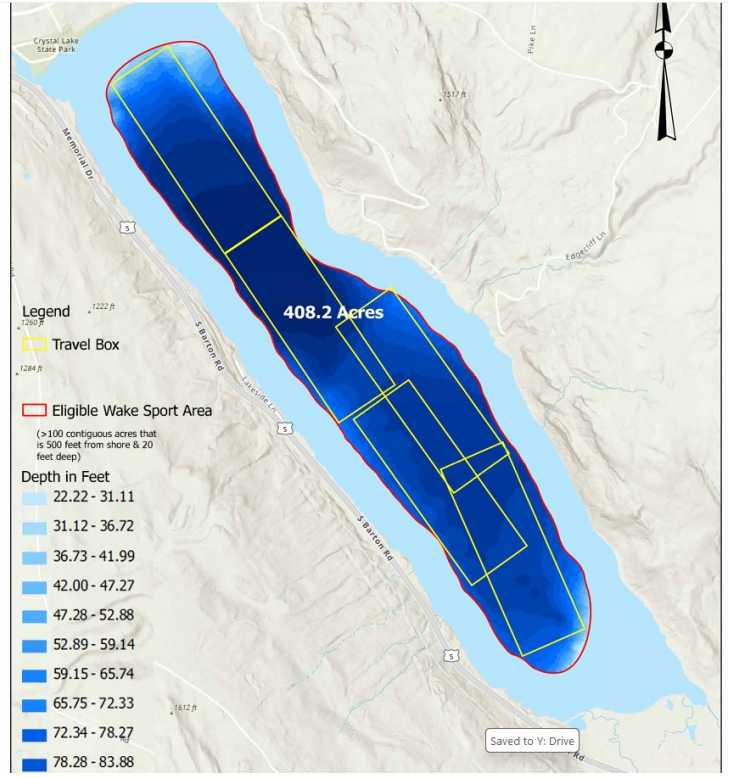 Crystal Lake
State Park
Pike Ln
1517 ft
Memorial Dr
5
Edgecliff Ln
Legend
1222 ft
1260 ft
408.2 Acres
Travel Box
S Barton Rd
1284 ft
Lakeside Ln
Eligible Wake Sport Area
5
(>100 contiguous acres that
is 500 feet from shore & 20
feet deep)
Depth in Feet
22.22 - 31.11
31.12 - 36.72
S Barton Rd
36.73 - 41.99
42.00 - 47.27
47.28 - 52.88
52.89 - 59.14
5
59.15 - 65.74
65.75 - 72.33
1612 ft
72.34 - 78.27
Saved to Y: Drive
Rd
78.28 - 83.88